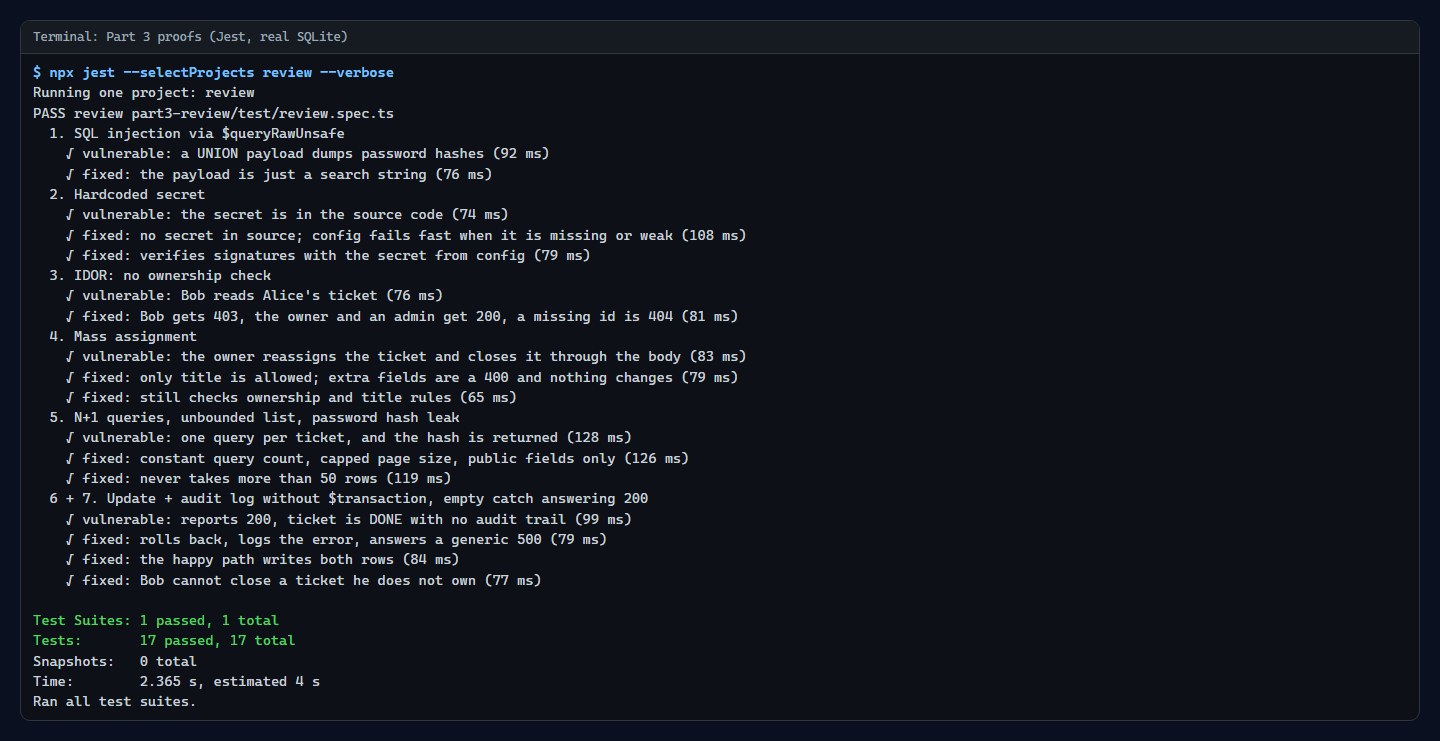 Terminal: Part 3 proofs (Jest, real SQLite)
$ npx jest --selectProjects review --verbose
Running one project: review
PASS review part3-review/test/review.spec.ts
1. SQL injection via $queryRawUnsafe
√ vulnerable: a UNION payload dumps password hashes (92 ms)
√ fixed: the payload is just a search string (76 ms)
2. Hardcoded secret
√ vulnerable: the secret is in the source code (74 ms)
√ fixed: no secret in source; config fails fast when it is missing or weak (108 ms)
√ fixed: verifies signatures with the secret from config (79 ms)
3. IDOR: no ownership check
√ vulnerable: Bob reads Alice's ticket (76 ms)
√ fixed: Bob gets 403, the owner and an admin get 200, a missing id is 404 (81 ms)
4. Mass assignment
√ vulnerable: the owner reassigns the ticket and closes it through the body (83 ms)
√ fixed: only title is allowed; extra fields are a 400 and nothing changes (79 ms)
√ fixed: still checks ownership and title rules (65 ms)
5. N+1 queries, unbounded list, password hash leak
√ vulnerable: one query per ticket, and the hash is returned (128 ms)
√ fixed: constant query count, capped page size, public fields only (126 ms)
√ fixed: never takes more than 50 rows (119 ms)
6 + 7. Update + audit log without $transaction, empty catch answering 200
√ vulnerable: reports 200, ticket is DONE with no audit trail (99 ms)
√ fixed: rolls back, logs the error, answers a generic 500 (79 ms)
√ fixed: the happy path writes both rows (84 ms)
√ fixed: Bob cannot close a ticket he does not own (77 ms)
Test Suites: 1 passed, 1 total
Tests: 17 passed, 17 total
Snapshots: 0 total
Time: 2.365 s, estimated 4 s
Ran all test suites.